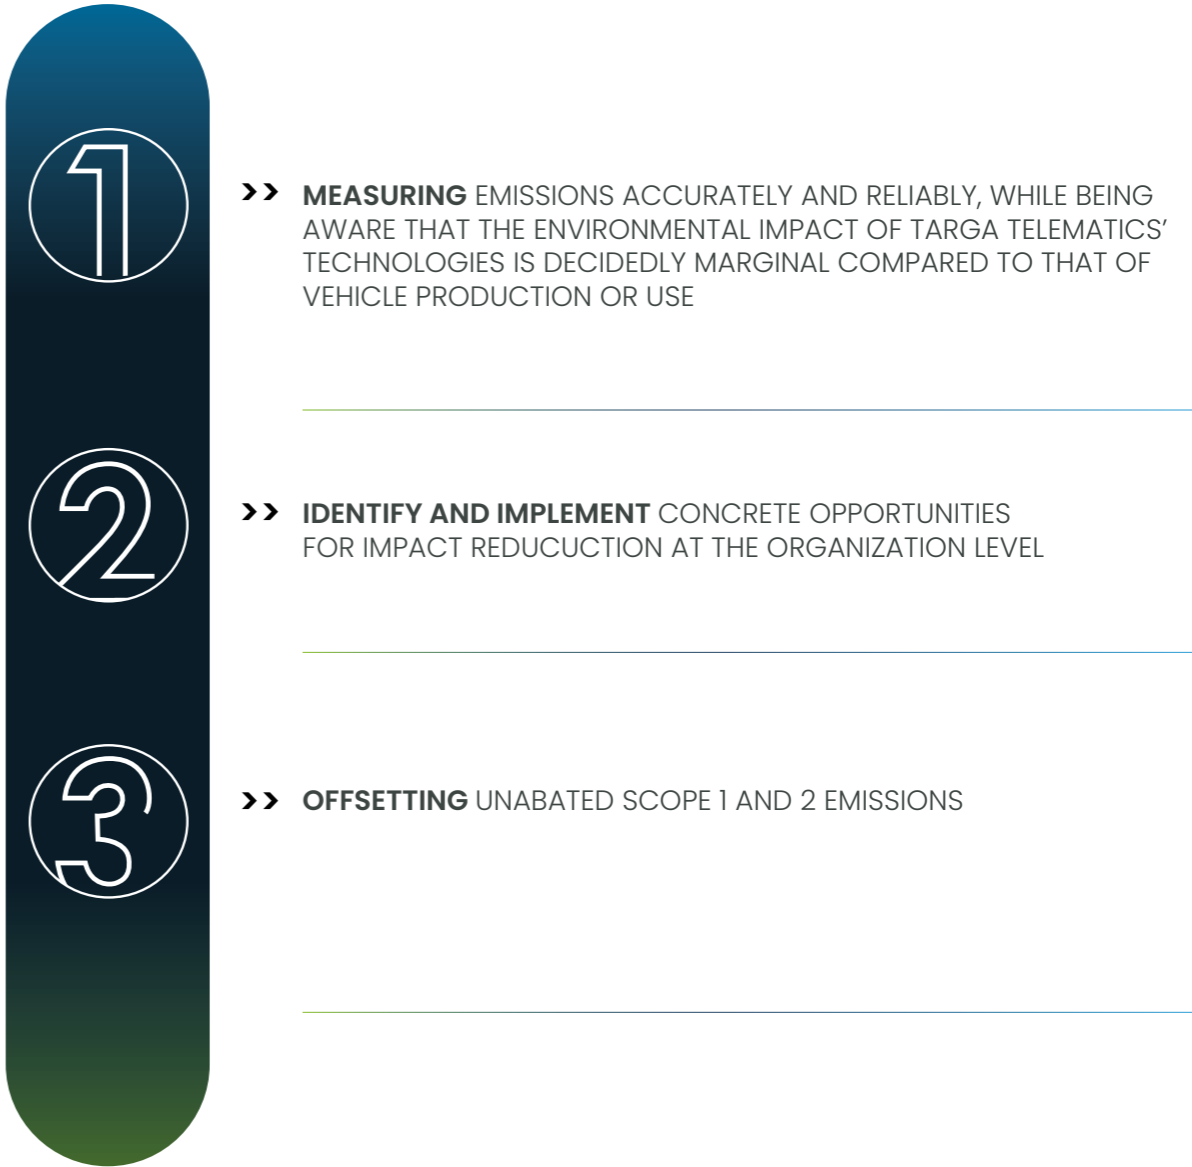 1
>> MEASURING EMISSIONS ACCURATELY AND RELIABLY, WHILE BEING
AWARE THAT THE ENVIRONMENTAL IMPACT OF TARGA TELEMATICS’
TECHNOLOGIES IS DECIDEDLY MARGINAL COMPARED TO THAT OF
VEHICLE PRODUCTION OR USE
2
>> IDENTIFY AND IMPLEMENT CONCRETE OPPORTUNITIES
FOR IMPACT REDUCUCTION AT THE ORGANIZATION LEVEL
3
>> OFFSETTING UNABATED SCOPE 1 AND 2 EMISSIONS